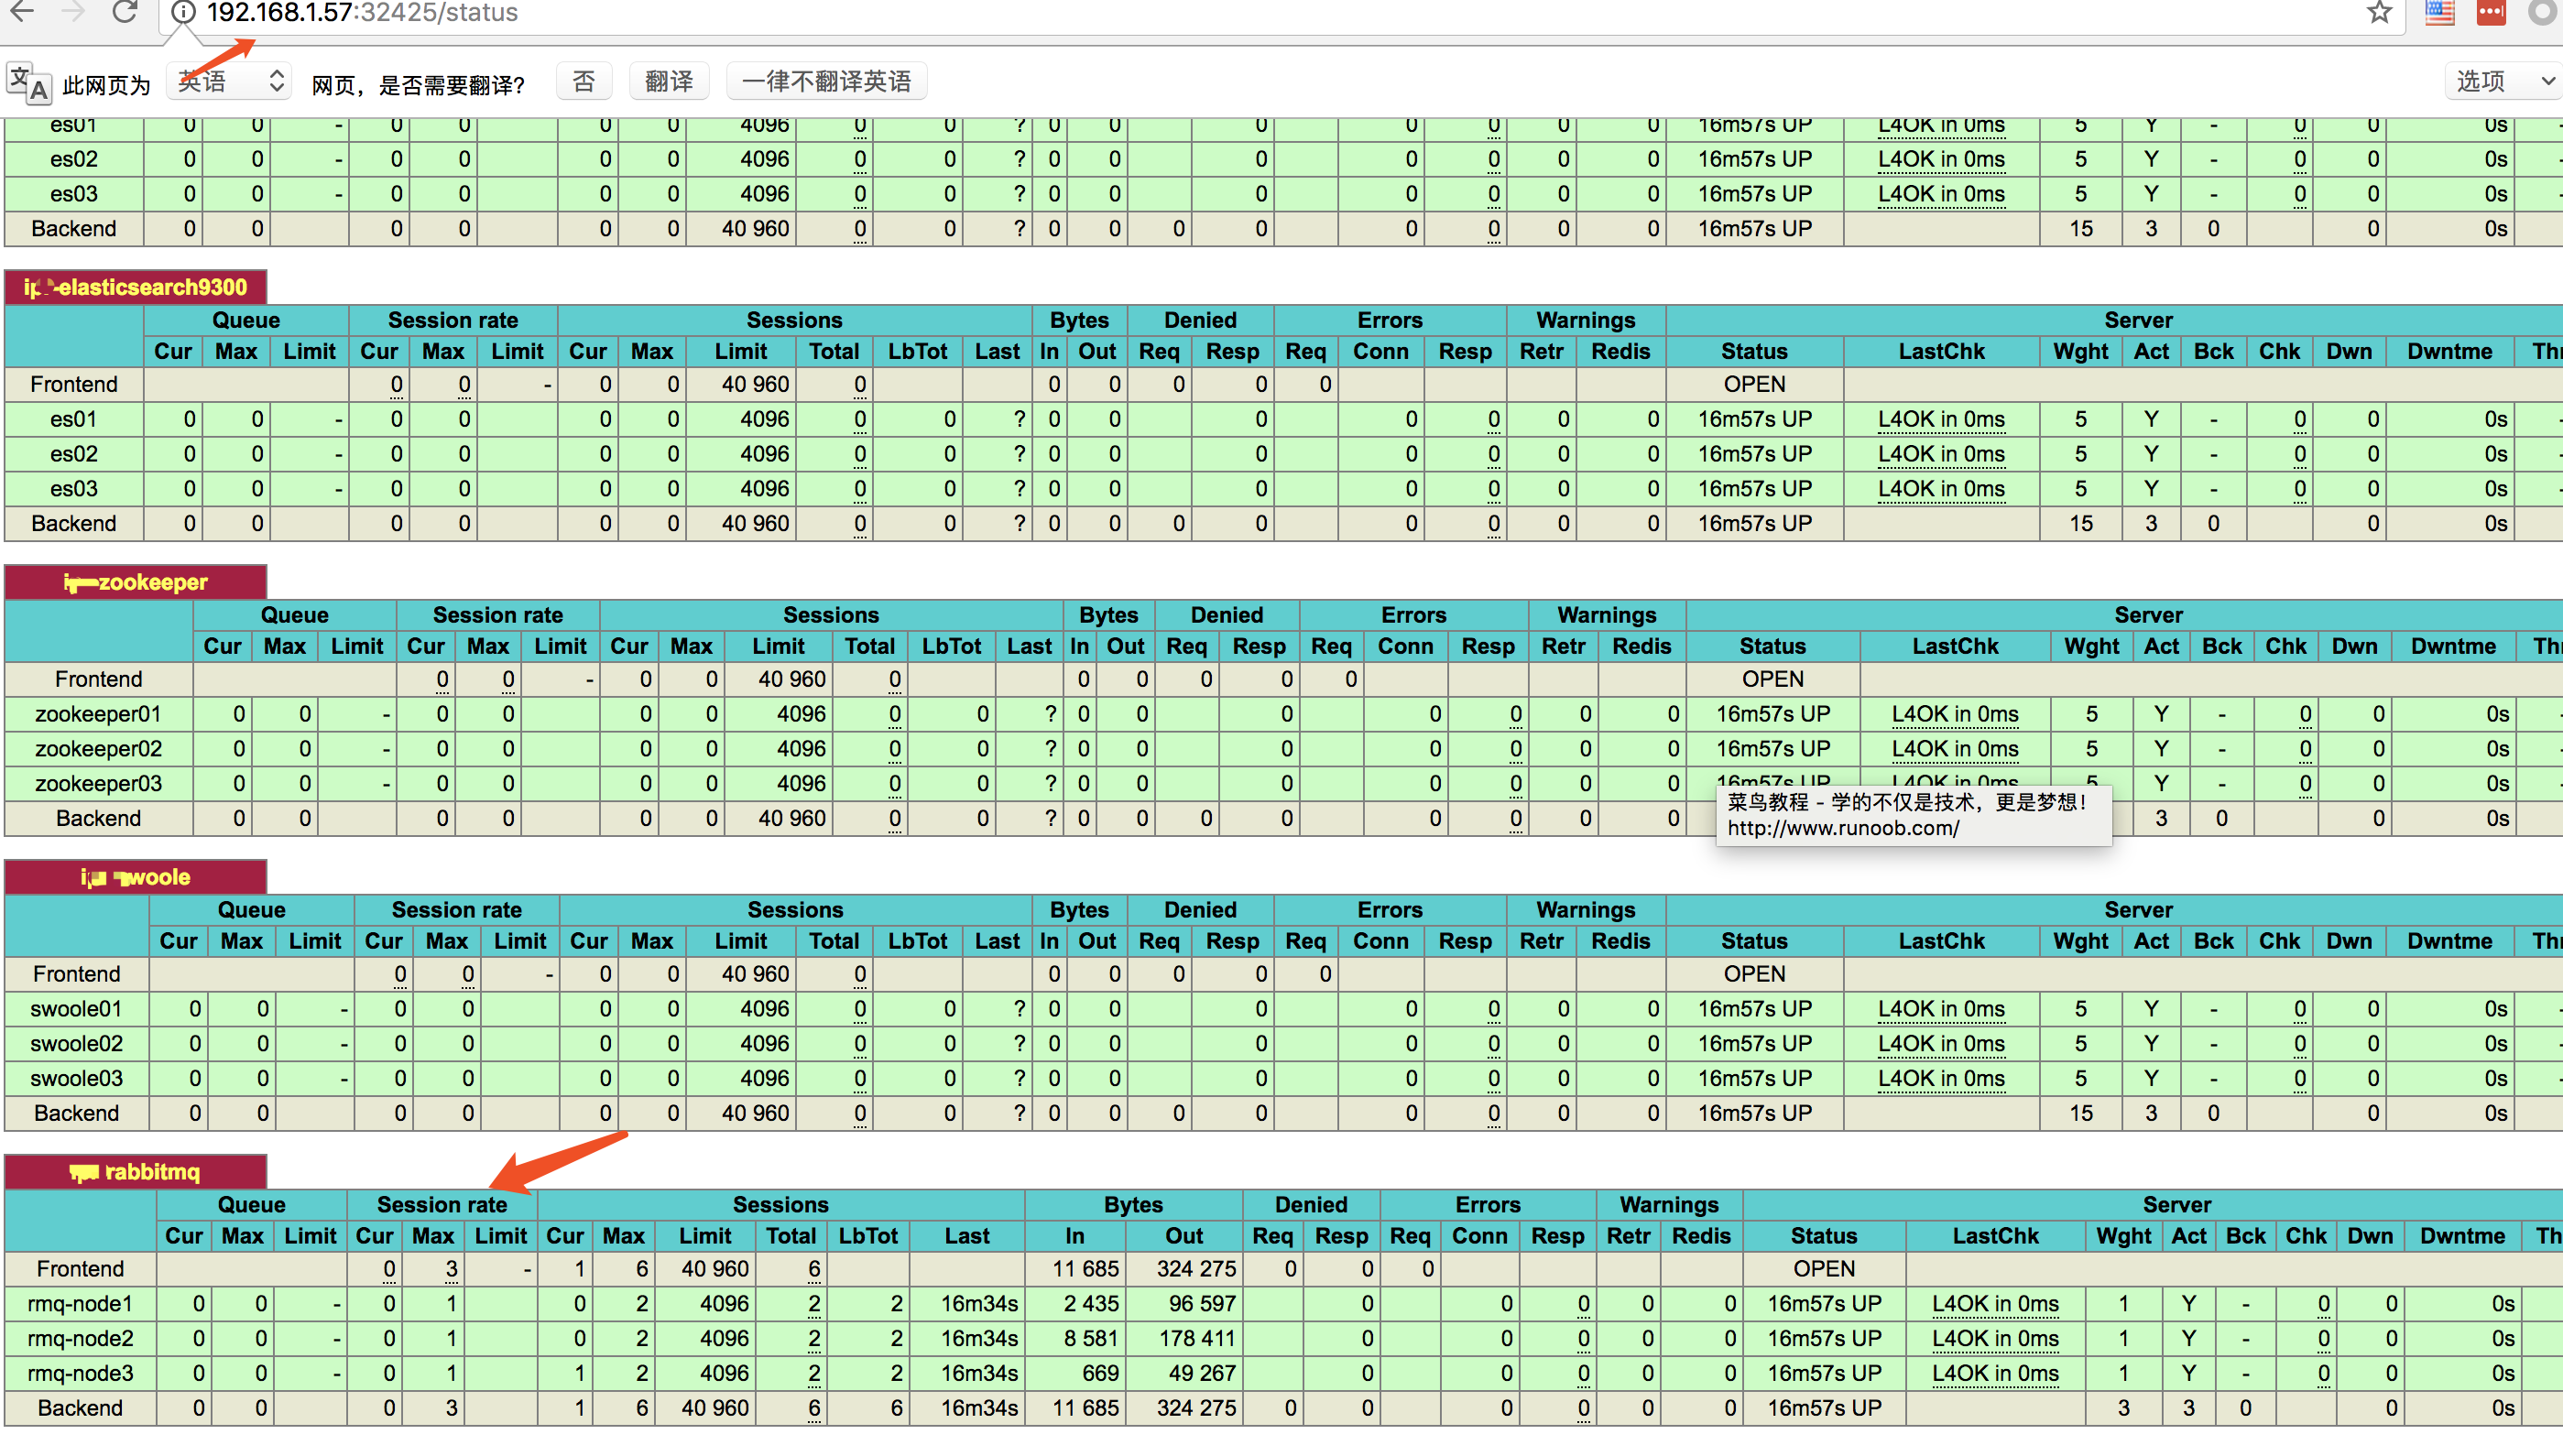 192.168.1.57:32425/status
此网页为 英语 网页，是否需要翻译？ 否 翻译 一律不翻译英语 选项
es01 0 0 - 0 0 0 0 4096 0 0 ? 0 0 0 0 0 0 0 16m57s UP L4OK in 0ms 5 Y - 0 0 0s -
es02 0 0 - 0 0 0 0 4096 0 0 ? 0 0 0 0 0 0 0 16m57s UP L4OK in 0ms 5 Y - 0 0 0s -
es03 0 0 - 0 0 0 0 4096 0 0 ? 0 0 0 0 0 0 0 16m57s UP L4OK in 0ms 5 Y - 0 0 0s -
Backend 0 0 0 0 0 0 40 960 0 0 ? 0 0 0 0 0 0 0 0 16m57s UP 15 3 0 0 0s
-elasticsearch9300
Queue Session rate Sessions Bytes Denied Errors Warnings Server
Cur Max Limit Cur Max Limit Cur Max Limit Total LbTot Last In Out Req Resp Req Conn Resp Retr Redis Status LastChk Wght Act Bck Chk Dwn Dwntme
Frontend 0 0 - 0 0 40 960 0 0 0 0 0 0 OPEN
es01 0 0 - 0 0 0 0 4096 0 0 ? 0 0 0 0 0 0 0 16m57s UP L4OK in 0ms 5 Y - 0 0 0s -
es02 0 0 - 0 0 0 0 4096 0 0 ? 0 0 0 0 0 0 0 16m57s UP L4OK in 0ms 5 Y - 0 0 0s -
es03 0 0 - 0 0 0 0 4096 0 0 ? 0 0 0 0 0 0 0 16m57s UP L4OK in 0ms 5 Y - 0 0 0s -
Backend 0 0 0 0 0 0 40 960 0 0 ? 0 0 0 0 0 0 0 0 16m57s UP 15 3 0 0 0s
zookeeper
Queue Session rate Sessions Bytes Denied Errors Warnings Server
Cur Max Limit Cur Max Limit Cur Max Limit Total LbTot Last In Out Req Resp Req Conn Resp Retr Redis Status LastChk Wght Act Bck Chk Dwn Dwntme
Frontend 0 0 - 0 0 40 960 0 0 0 0 0 0 OPEN
zookeeper01 0 0 - 0 0 0 0 4096 0 0 ? 0 0 0 0 0 0 0 16m57s UP L4OK in 0ms 5 Y - 0 0 0s -
zookeeper02 0 0 - 0 0 0 0 4096 0 0 ? 0 0 0 0 0 0 0 16m57s UP L4OK in 0ms 5 Y - 0 0 0s -
zookeeper03 0 0 - 0 0 0 0 4096 0 0 ? 0 0 0 0 0 0 0 16m57s UP L4OK in 0ms 5 Y - 0 0 0s -
Backend 0 0 0 0 0 0 40 960 0 0 ? 0 0 0 0 0 0 0 0 3 0 0 0s
菜鸟教程 - 学的不仅是技术，更是梦想！
http://www.runoob.com/
woole
Queue Session rate Sessions Bytes Denied Errors Warnings Server
Cur Max Limit Cur Max Limit Cur Max Limit Total LbTot Last In Out Req Resp Req Conn Resp Retr Redis Status LastChk Wght Act Bck Chk Dwn Dwntme
Frontend 0 0 - 0 0 40 960 0 0 0 0 0 0 OPEN
swoole01 0 0 - 0 0 0 0 4096 0 0 ? 0 0 0 0 0 0 0 16m57s UP L4OK in 0ms 5 Y - 0 0 0s -
swoole02 0 0 - 0 0 0 0 4096 0 0 ? 0 0 0 0 0 0 0 16m57s UP L4OK in 0ms 5 Y - 0 0 0s -
swoole03 0 0 - 0 0 0 0 4096 0 0 ? 0 0 0 0 0 0 0 16m57s UP L4OK in 0ms 5 Y - 0 0 0s -
Backend 0 0 0 0 0 0 40 960 0 0 ? 0 0 0 0 0 0 0 0 16m57s UP 15 3 0 0 0s
rabbitmq
Queue Session rate Sessions Bytes Denied Errors Warnings Server
Cur Max Limit Cur Max Limit Cur Max Limit Total LbTot Last In Out Req Resp Req Conn Resp Retr Redis Status LastChk Wght Act Bck Chk Dwn Dwntme
Frontend 0 3 - 1 6 40 960 6 11 685 324 275 0 0 0 OPEN
rmq-node1 0 0 - 0 1 0 2 4096 2 2 16m34s 2 435 96 597 0 0 0 0 0 16m57s UP L4OK in 0ms 1 Y - 0 0 0s -
rmq-node2 0 0 - 0 1 0 2 4096 2 2 16m34s 8 581 178 411 0 0 0 0 0 16m57s UP L4OK in 0ms 1 Y - 0 0 0s -
rmq-node3 0 0 - 0 1 1 2 4096 2 2 16m34s 669 49 267 0 0 0 0 0 16m57s UP L4OK in 0ms 1 Y - 0 0 0s -
Backend 0 0 0 3 1 6 40 960 6 6 16m34s 11 685 324 275 0 0 0 0 0 0 16m57s UP 3 3 0 0 0s